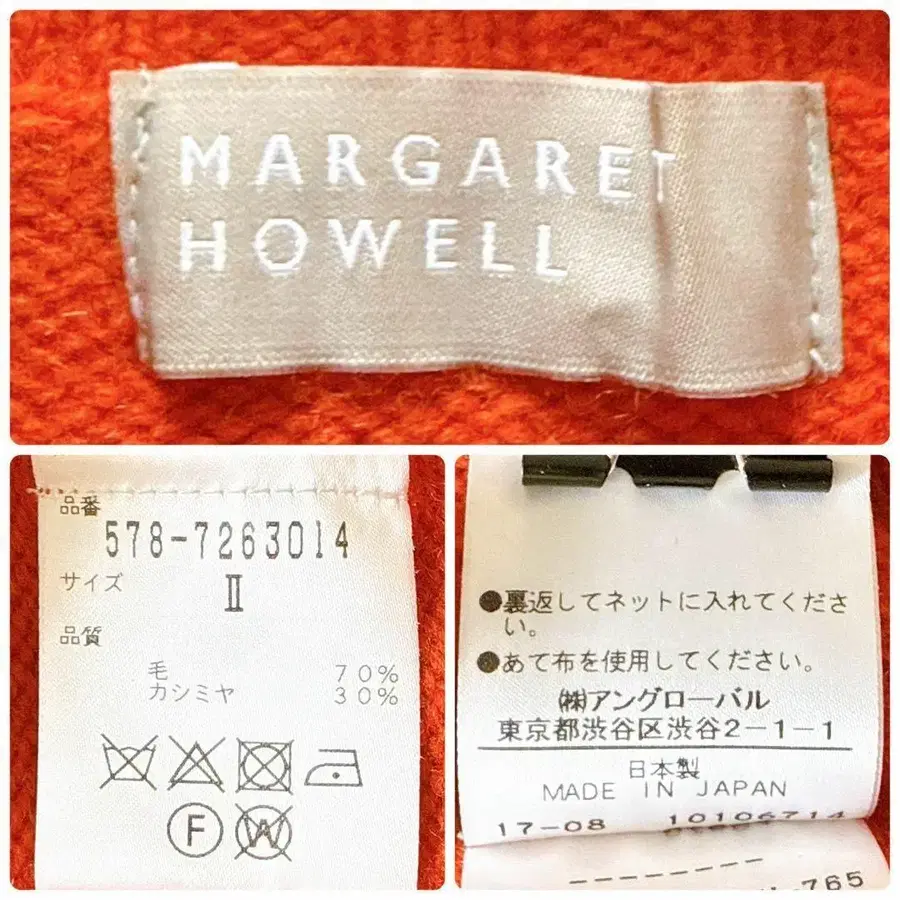 MARGARET
HOWELL
品番
578-7263014
サイズ
II
品質
毛 70%
カシミヤ 30%
F
W
●裏返してネットに入れてくださ
い。
●あて布を使用してください。
㈱アングローバル
東京都渋谷区渋谷2-1-1
日本製
MADE IN JAPAN
17-08 10106714
-765